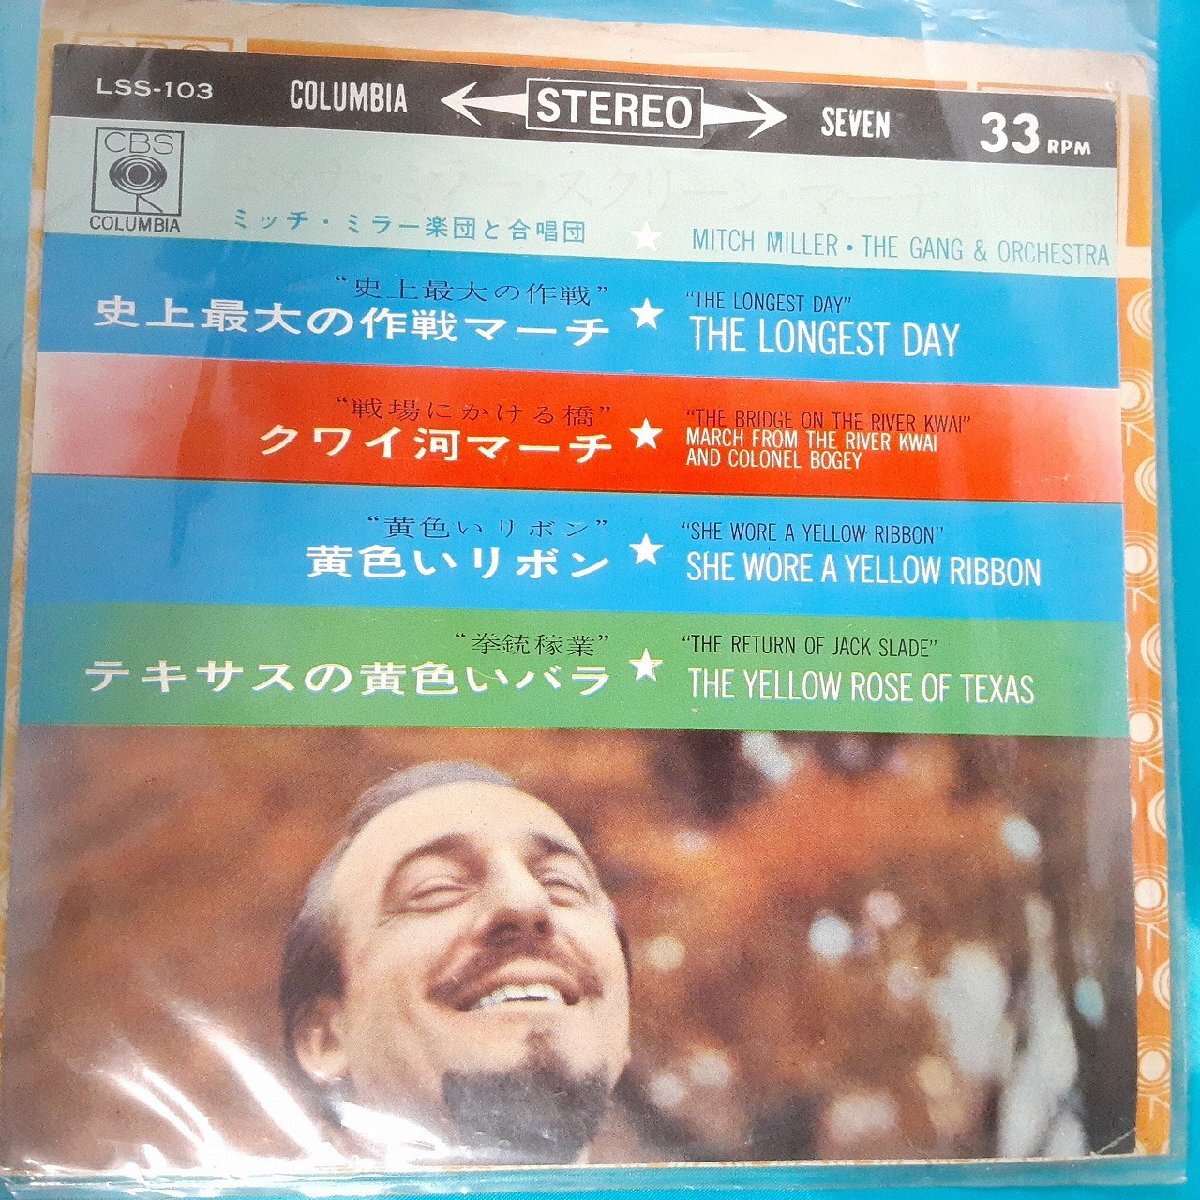 LSS-103 COLUMBIA STEREO SEVEN 33 RPM
CBS
COLUMBIA
ミッチ・ミラー楽団と合唱団 ★ MITCH MILLER・THE GANG & ORCHESTRA
"史上最大の作戦" "THE LONGEST DAY"
史上最大の作戦マーチ ★ THE LONGEST DAY
"戦場にかける橋" "THE BRIDGE ON THE RIVER KWAI"
クワイ河マーチ ★ MARCH FROM THE RIVER KWAI
AND COLONEL BOGEY
"黄色いリボン" "SHE WORE A YELLOW RIBBON"
黄色いリボン ★ SHE WORE A YELLOW RIBBON
"拳銃稼業" "THE RETURN OF JACK SLADE"
テキサスの黄色いバラ ★ THE YELLOW ROSE OF TEXAS